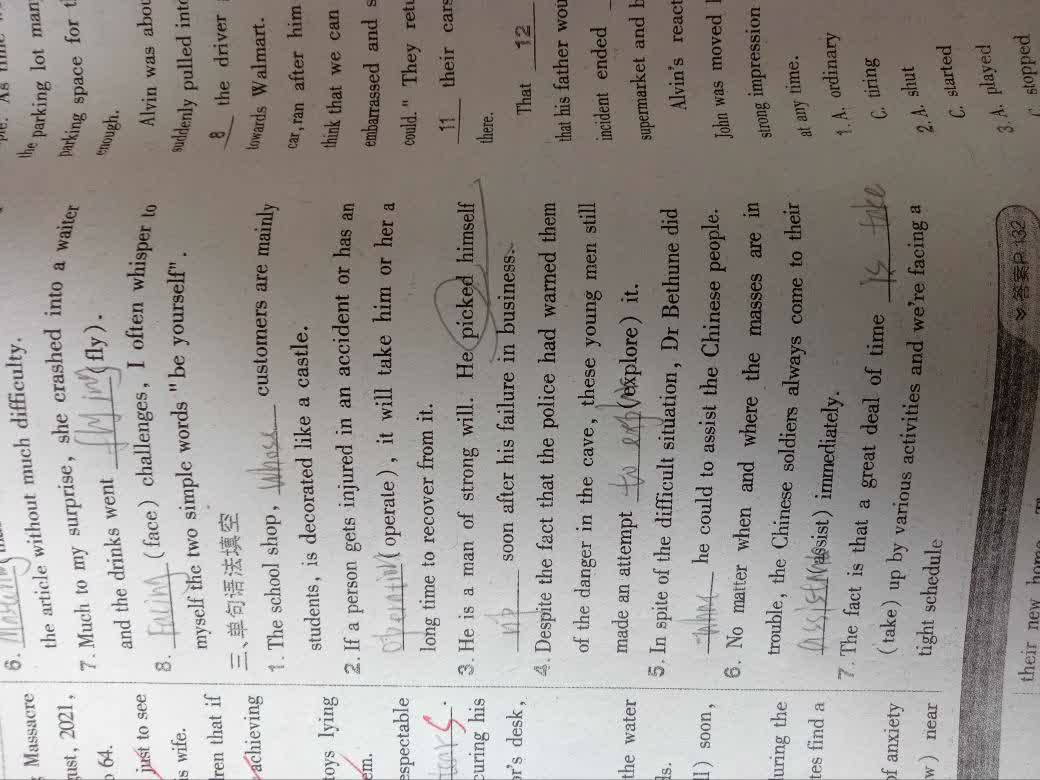 Massacre
gust, 2021,
o 64.
just to see
is wife.
ren that if
achieving
toys lying
em.
espectable
curing his
or's desk,
the water
ds.
ll) soon,
luring the
tes find a
of anxiety
w) near
6.
the article without much difficulty.
7. Much to my surprise, she crashed into a waiter
and the drinks went flying (fly).
8. Facing (face) challenges, I often whisper to
myself the two simple words "be yourself".
三、单句语法填空
1. The school shop, whose customers are mainly
students, is decorated like a castle.
2. If a person gets injured in an accident or has an
operation (operate), it will take him or her a
long time to recover from it.
3. He is a man of strong will. He picked himself
up soon after his failure in business.
4. Despite the fact that the police had warned them
of the danger in the cave, these young men still
made an attempt to explore (explore) it.
5. In spite of the difficult situation, Dr Bethune did
what he could to assist the Chinese people.
6. No matter when and where the masses are in
trouble, the Chinese soldiers always come to their
(assist) immediately.
7. The fact is that a great deal of time is take
(take) up by various activities and we're facing a
tight schedule
答案P 132
the parking lot man
parking space for t
enough.
Alvin was abou
suddenly pulled into
8 the driver
towards Walmart.
car, ran after him
think that we can
embarrassed and s
could." They retu
11 their cars
there.
That 12
that his father wou
incident ended
supermarket and b
Alvin's react
John was moved
strong impression
at any time.
1. A. ordinary
C. tiring
2. A. shut
C. started
3. A. played
C. stopped
their new home